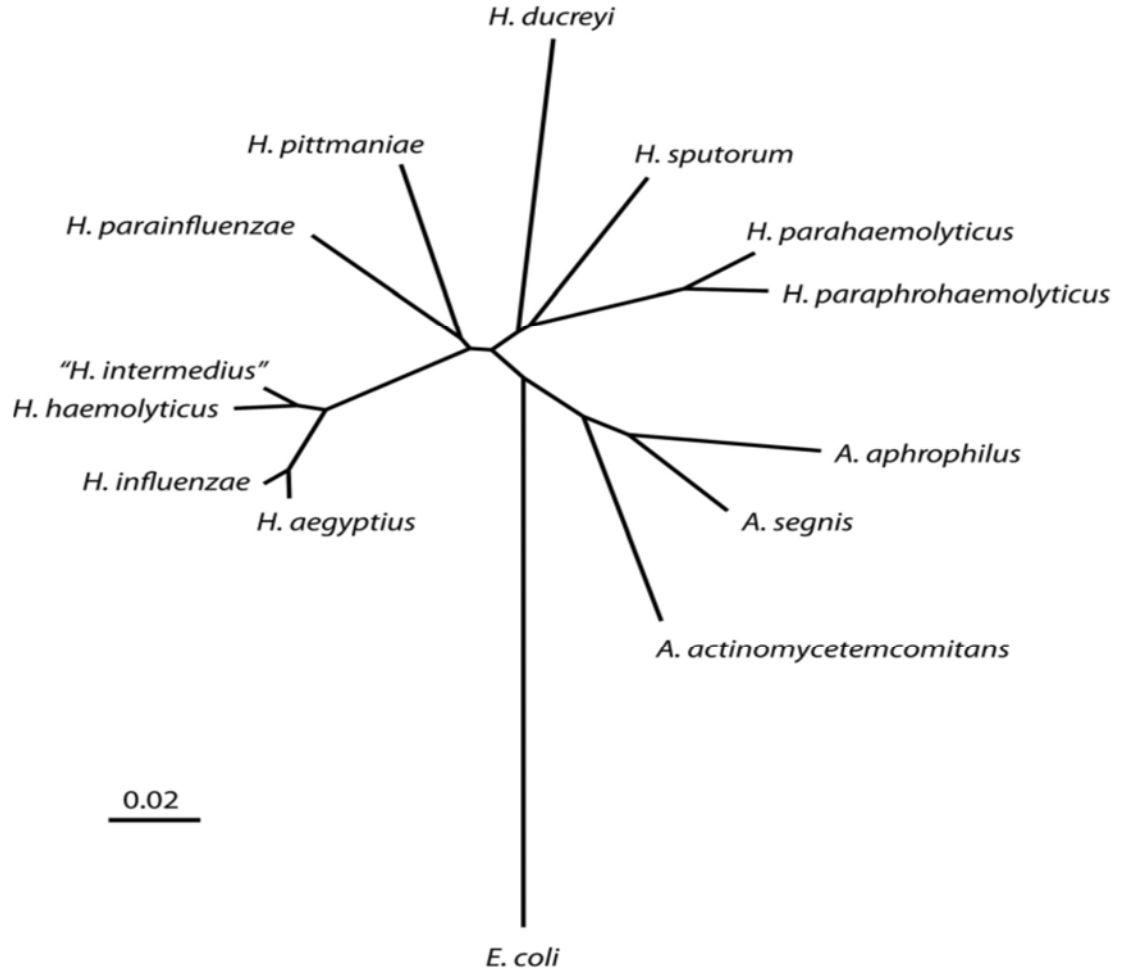 H. ducreyi
H. pittmaniae
H. sputorum
H. parainfluenzae
H. parahaemolyticus
H. paraphrohaemolyticus
“H. intermedius”
H. haemolyticus
A. aphrophilus
H. influenzae
H. aegyptius
A. segnis
A. actinomycetemcomitans
0.02
E. coli